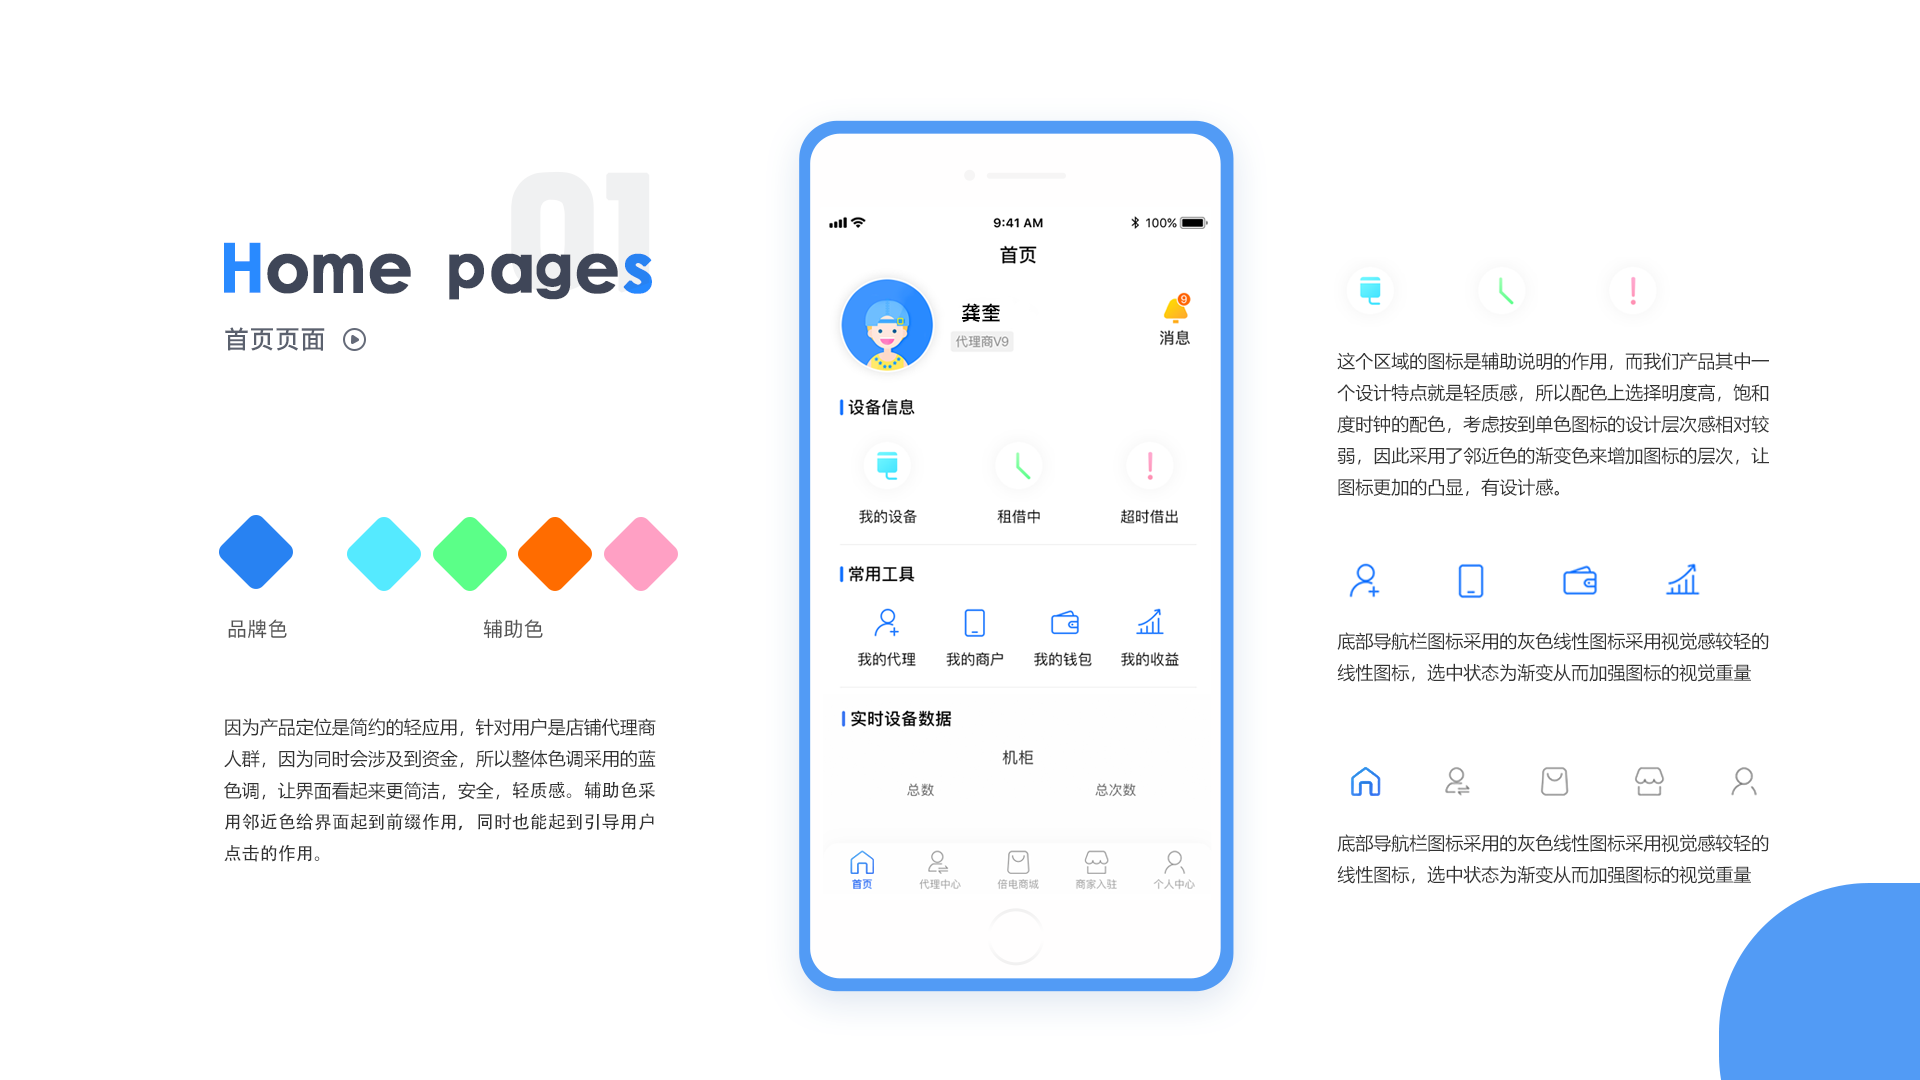 01
Home pages
首页页面
品牌色
辅助色
因为产品定位是简约的轻应用，针对用户是店铺代理商
人群，因为同时会涉及到资金，所以整体色调采用的蓝
色调，让界面看起来更简洁，安全，轻质感。辅助色采
用邻近色给界面起到前缀作用，同时也能起到引导用户
点击的作用。
9:41 AM
100%
首页
龚奎
代理商V9
9
消息
设备信息
我的设备
租借中
超时借出
常用工具
我的代理
我的商户
我的钱包
我的收益
实时设备数据
机柜
总数
总次数
首页
代理中心
倍电商城
商家入驻
个人中心
这个区域的图标是辅助说明的作用，而我们产品其中一
个设计特点就是轻质感，所以配色上选择明度高，饱和
度时钟的配色，考虑按到单色图标的设计层次感相对较
弱，因此采用了邻近色的渐变色来增加图标的层次，让
图标更加的凸显，有设计感。
底部导航栏图标采用的灰色线性图标采用视觉感较轻的
线性图标，选中状态为渐变从而加强图标的视觉重量
底部导航栏图标采用的灰色线性图标采用视觉感较轻的
线性图标，选中状态为渐变从而加强图标的视觉重量